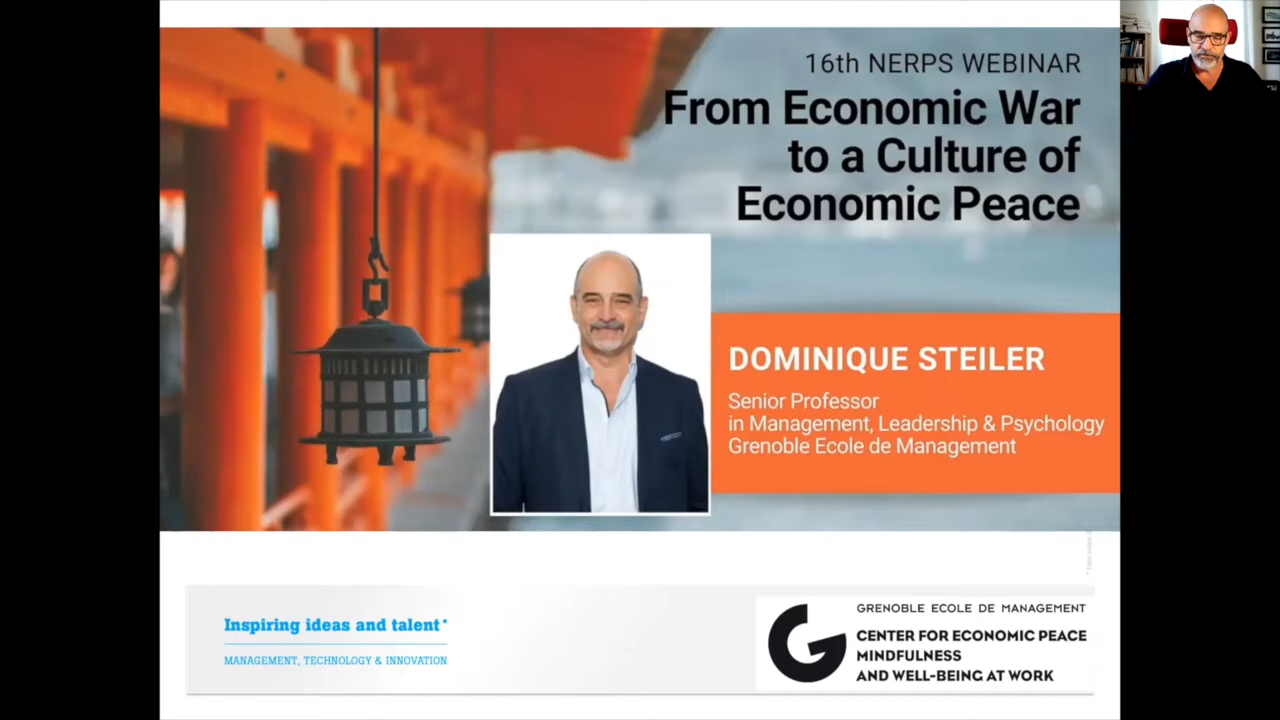 16th NERPS WEBINAR
From Economic War
to a Culture of
Economic Peace
DOMINIQUE STEILER
Senior Professor
in Management, Leadership & Psychology
Grenoble Ecole de Management
Inspiring ideas and talent*
MANAGEMENT, TECHNOLOGY & INNOVATION
GRENOBLE ECOLE DE MANAGEMENT
CENTER FOR ECONOMIC PEACE
MINDFULNESS
AND WELL-BEING AT WORK